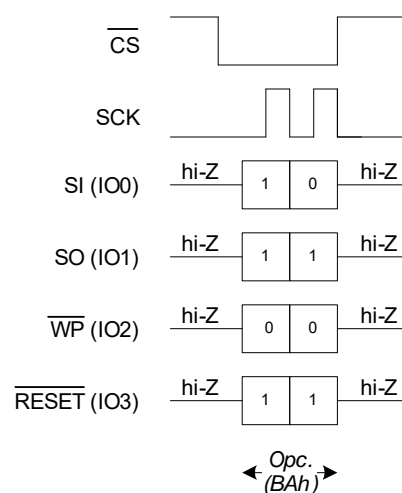 CS
SCK
hi-Z hi-Z
SI (IO0) 1 0
hi-Z hi-Z
SO (IO1) 1 1
hi-Z hi-Z
WP (IO2) 0 0
hi-Z hi-Z
RESET (IO3) 1 1
Opc.
(BAh)